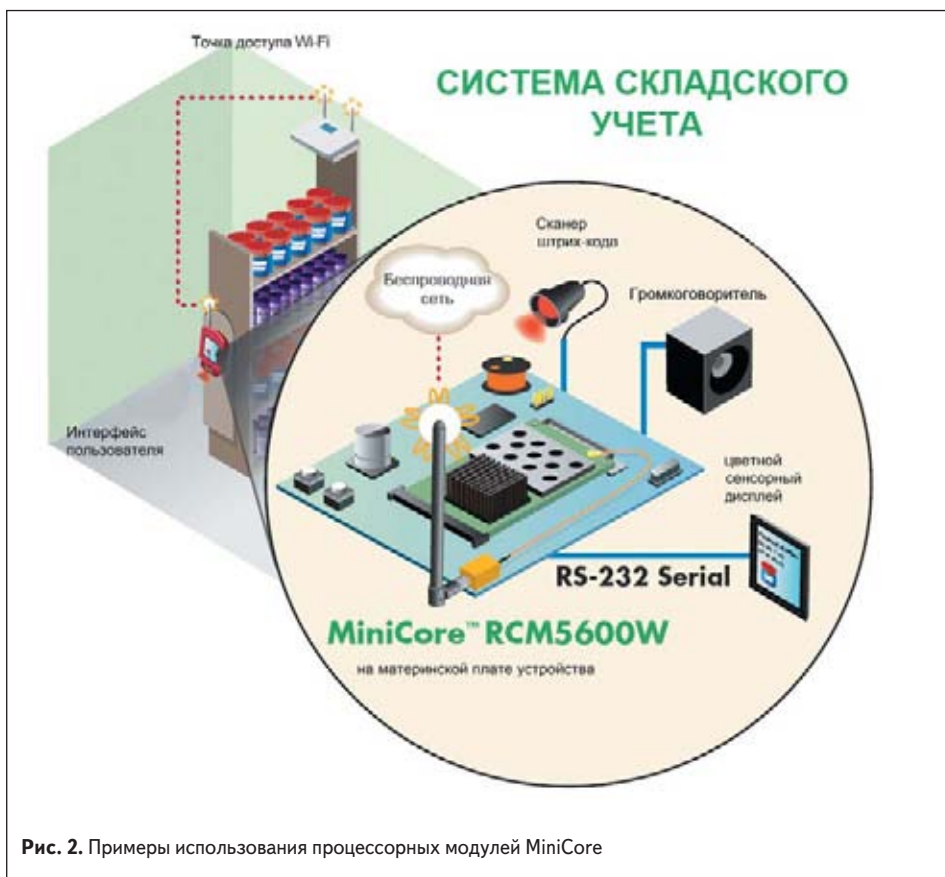 Точка доступа Wi-Fi
СИСТЕМА СКЛАДСКОГО
УЧЕТА
Сканер
штрих-кода
Беспроводная
сеть
Громкоговоритель
Интерфейс
пользователя
цветной
сенсорный
дисплей
RS-232 Serial
MiniCore™ RCM5600W
на материнской плате устройства
Рис. 2. Примеры использования процессорных модулей MiniCore